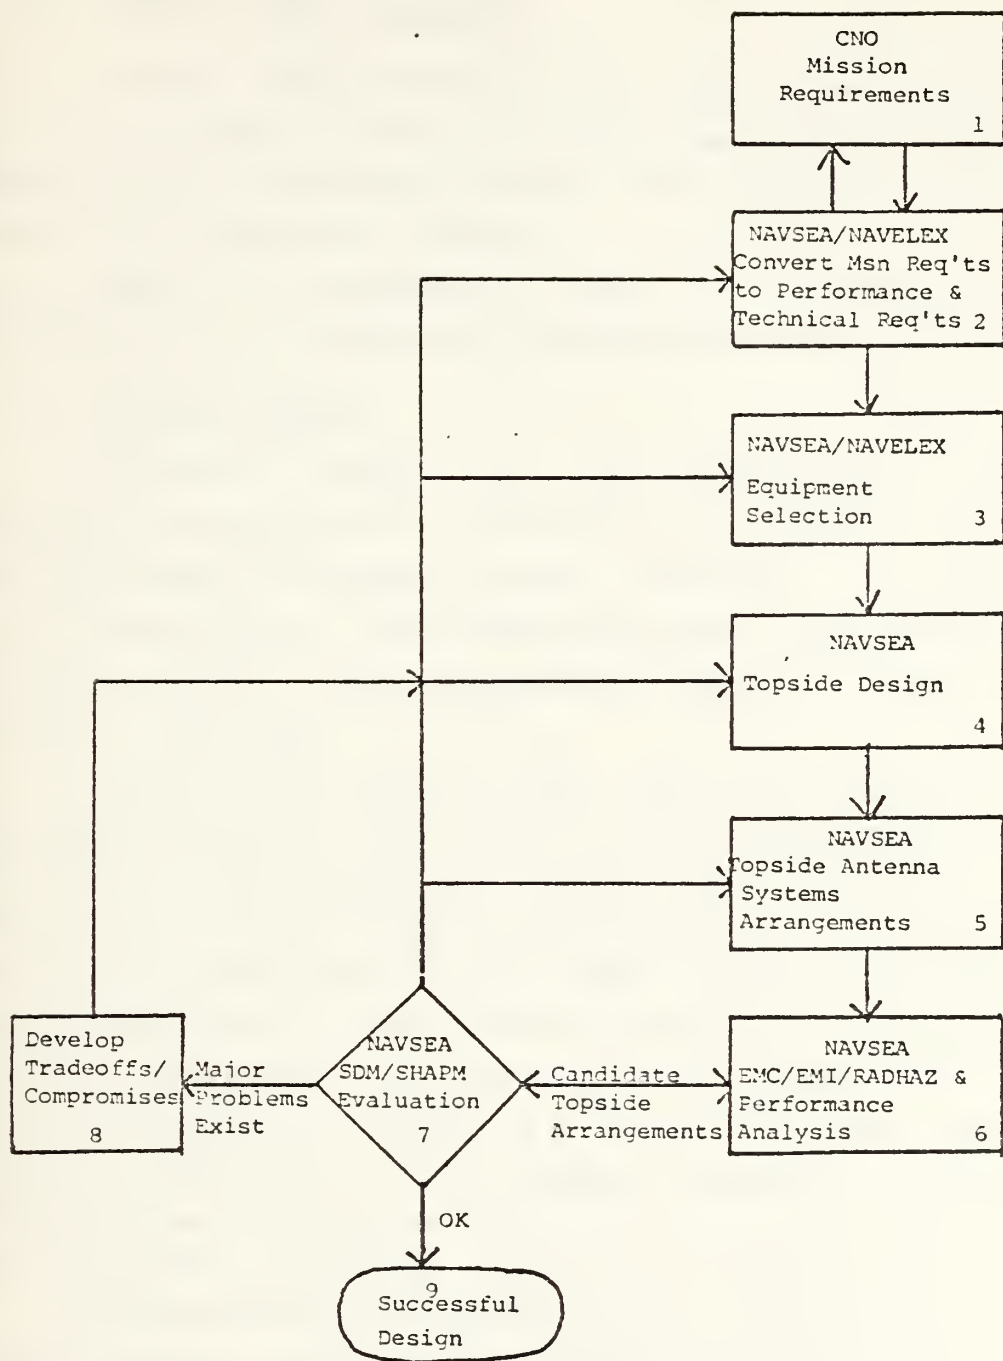 CNO
Mission
Requirements
1
NAVSEA/NAVELEX
Convert Msn Req'ts
to Performance &
Technical Req'ts 2
NAVSEA/NAVELEX
Equipment
Selection
3
NAVSEA
Topside Design
4
NAVSEA
Topside Antenna
Systems
Arrangements
5
NAVSEA
EMC/EMI/RADHAZ &
Performance
Analysis
6
Candidate
Topside
Arrangements
NAVSEA
SDM/SHAPM
Evaluation
7
Major
Problems
Exist
Develop
Tradeoffs/
Compromises
8
OK
9
Successful
Design